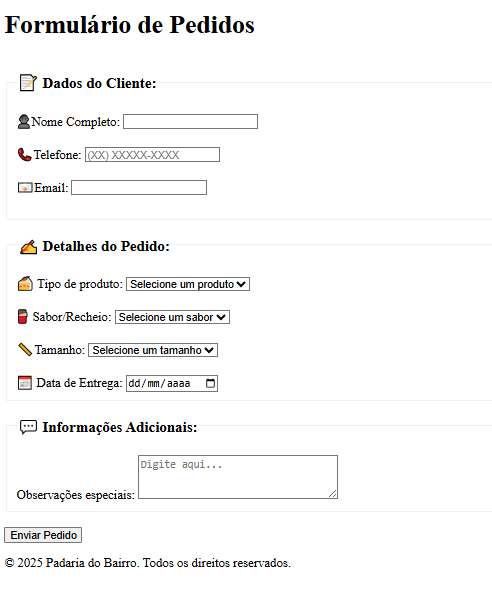 Formulário de Pedidos
Dados do Cliente:
Nome Completo:
Telefone: (XX) XXXXX-XXXX
Email:
Detalhes do Pedido:
Tipo de produto: Selecione um produto
Sabor/Recheio: Selecione um sabor
Tamanho: Selecione um tamanho
Data de Entrega: dd/mm/aaaa
Informações Adicionais:
Digite aqui...
Observações especiais:
Enviar Pedido
© 2025 Padaria do Bairro. Todos os direitos reservados.